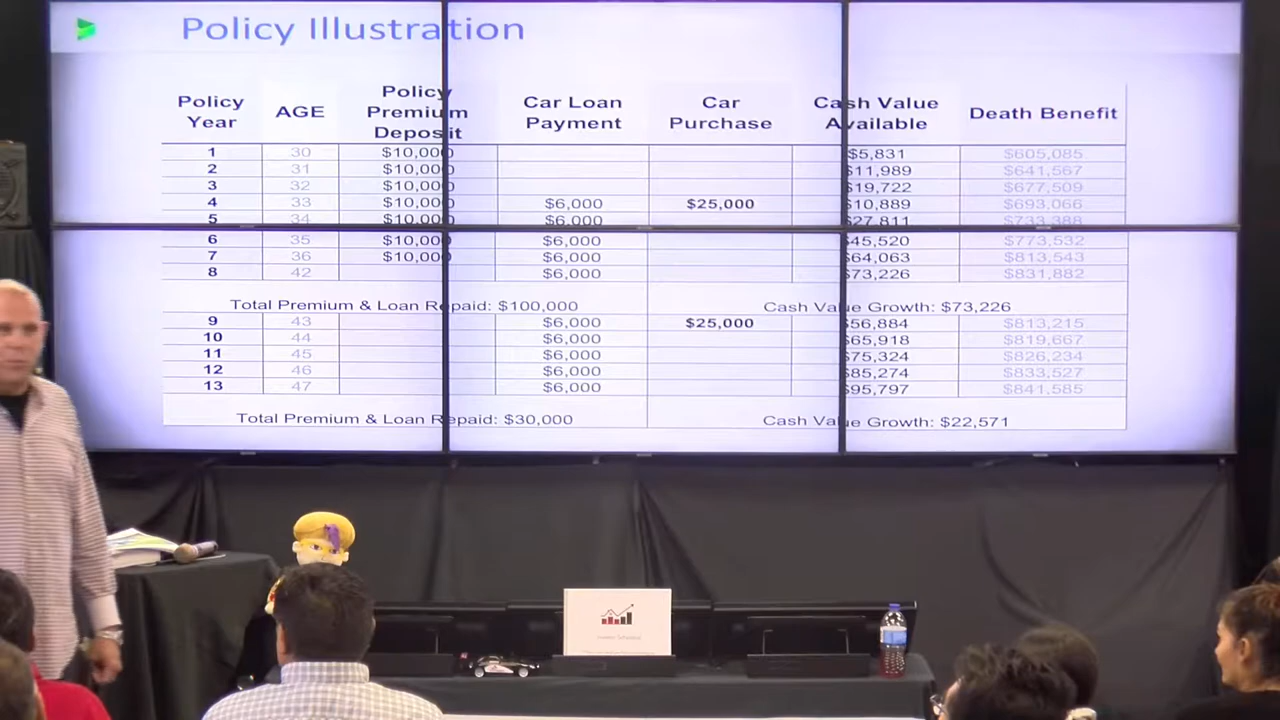 Policy Illustration
Policy Year AGE Policy Premium Deposit Car Loan Payment Car Purchase Cash Value Available Death Benefit
1 30 $10,000 $5,831 $605,085
2 31 $10,000 $11,989 $641,567
3 32 $10,000 $19,722 $677,509
4 33 $10,000 $6,000 $25,000 $10,889 $693,066
5 34 $10,000 $6,000 $27,811 $733,388
6 35 $10,000 $6,000 $45,520 $773,532
7 36 $10,000 $6,000 $64,063 $813,543
8 42 $6,000 $73,226 $831,882
Total Premium & Loan Repaid: $100,000 Cash Value Growth: $73,226
9 43 $6,000 $25,000 $56,884 $813,215
10 44 $6,000 $65,918 $819,667
11 45 $6,000 $75,324 $826,234
12 46 $6,000 $85,274 $833,527
13 47 $6,000 $95,797 $841,585
Total Premium & Loan Repaid: $30,000 Cash Value Growth: $22,571